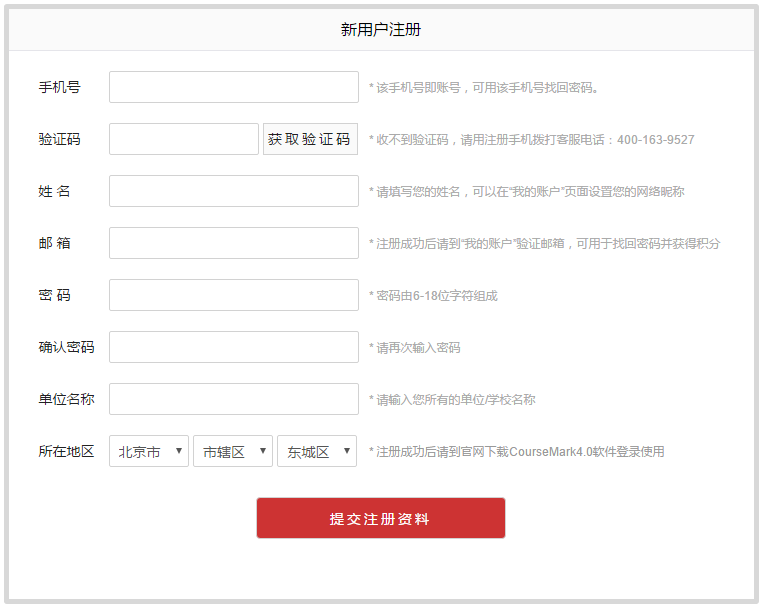 新用户注册
手机号 * 该手机号即账号，可用该手机号找回密码。
验证码 获取验证码 * 收不到验证码，请用注册手机拨打客服电话：400-163-9527
姓 名 * 请填写您的姓名，可以在“我的账户”页面设置您的网络昵称
邮 箱 * 注册成功后请到“我的账户”验证邮箱，可用于找回密码并获得积分
密 码 * 密码由6-18位字符组成
确认密码 * 请再次输入密码
单位名称 * 请输入您所有的单位/学校名称
所在地区 北京市 市辖区 东城区 * 注册成功后请到官网下载CourseMark4.0软件登录使用
提交注册资料